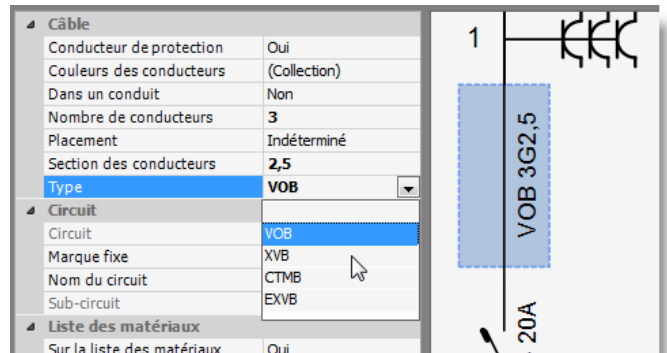 Câble
Conducteur de protection Oui
Couleurs des conducteurs (Collection)
Dans un conduit Non
Nombre de conducteurs 3
Placement Indéterminé
Section des conducteurs 2,5
Type VOB
Circuit
Circuit VOB
Marque fixe XVB
Nom du circuit CTMB
Sub-circuit EXVB
Liste des matériaux
Sur la liste des matériaux Oui
1
VOB 3G2,5
20A